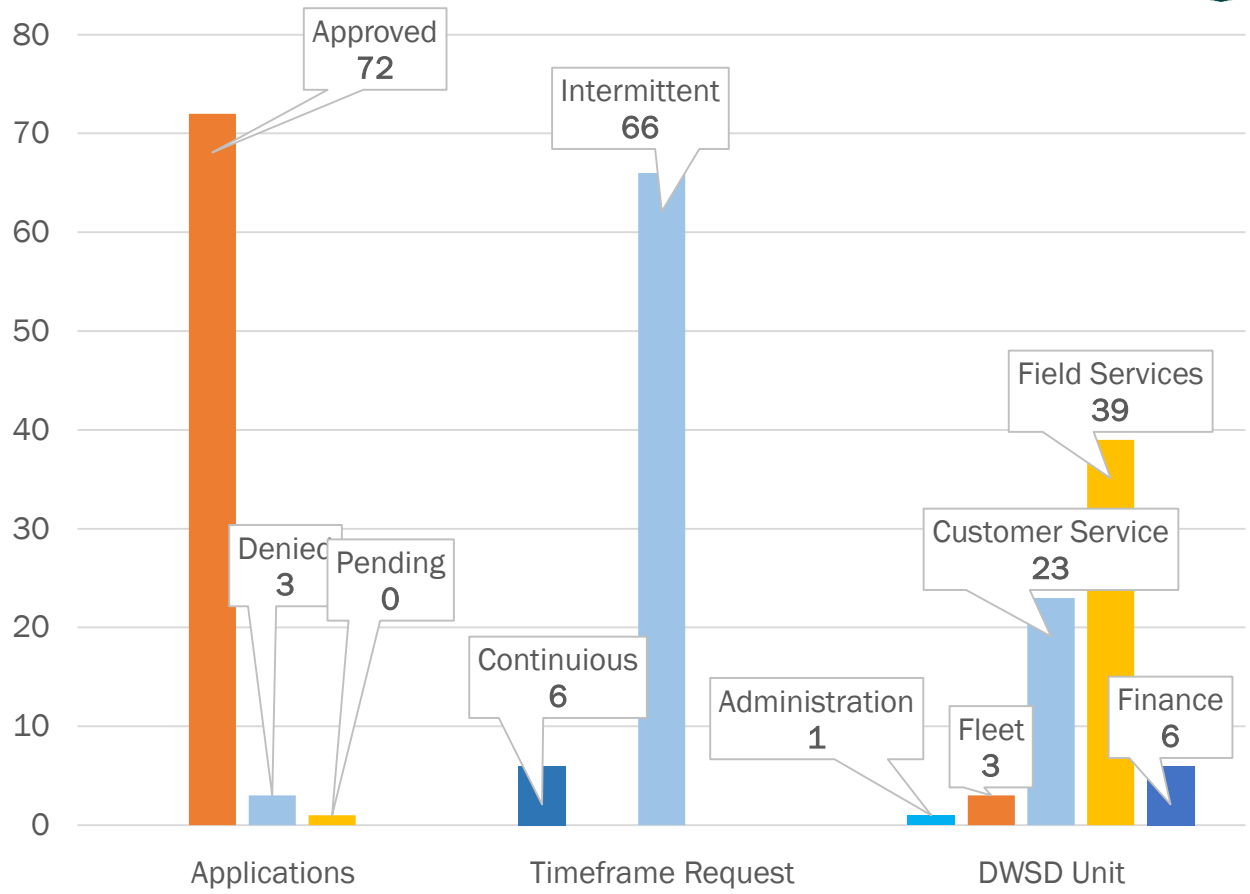 80
70
60
50
40
30
20
10
0
Approved
72
Denied
3
Pending
0
Continuious
6
Intermittent
66
Administration
1
Fleet
3
Customer Service
23
Field Services
39
Finance
6
Applications
Timeframe Request
DWSD Unit